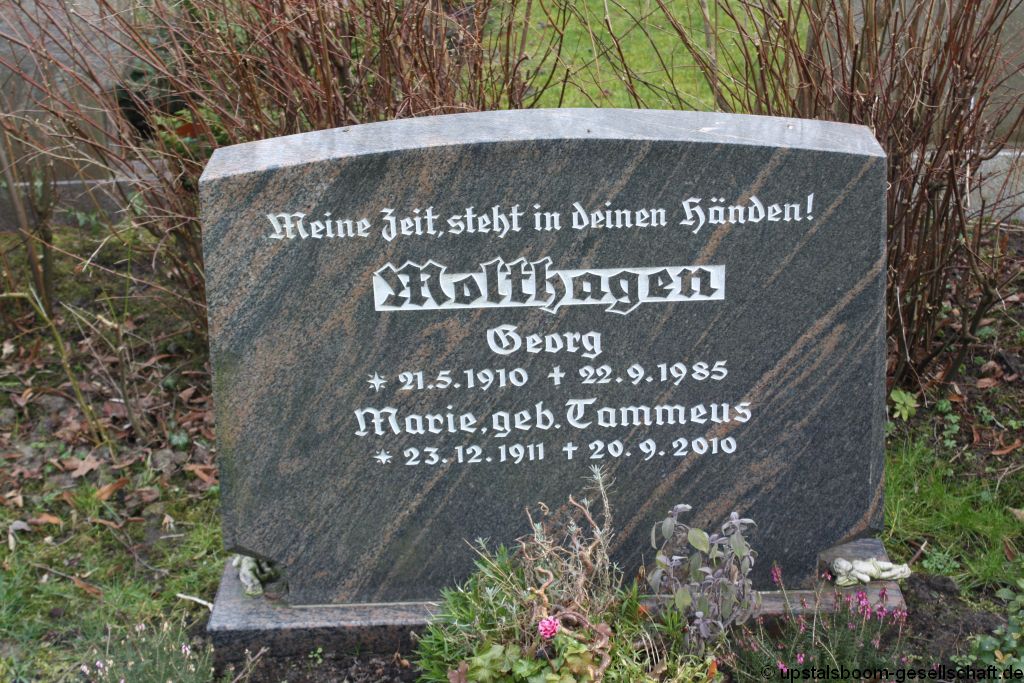 Meine Zeit, steht in deinen Händen!
Molthagen
Georg
* 21.5.1910 † 22.9.1985
Marie, geb. Tammeus
* 23.12.1911 † 20.9.2010
© upstalsboom-gesellschaft.de